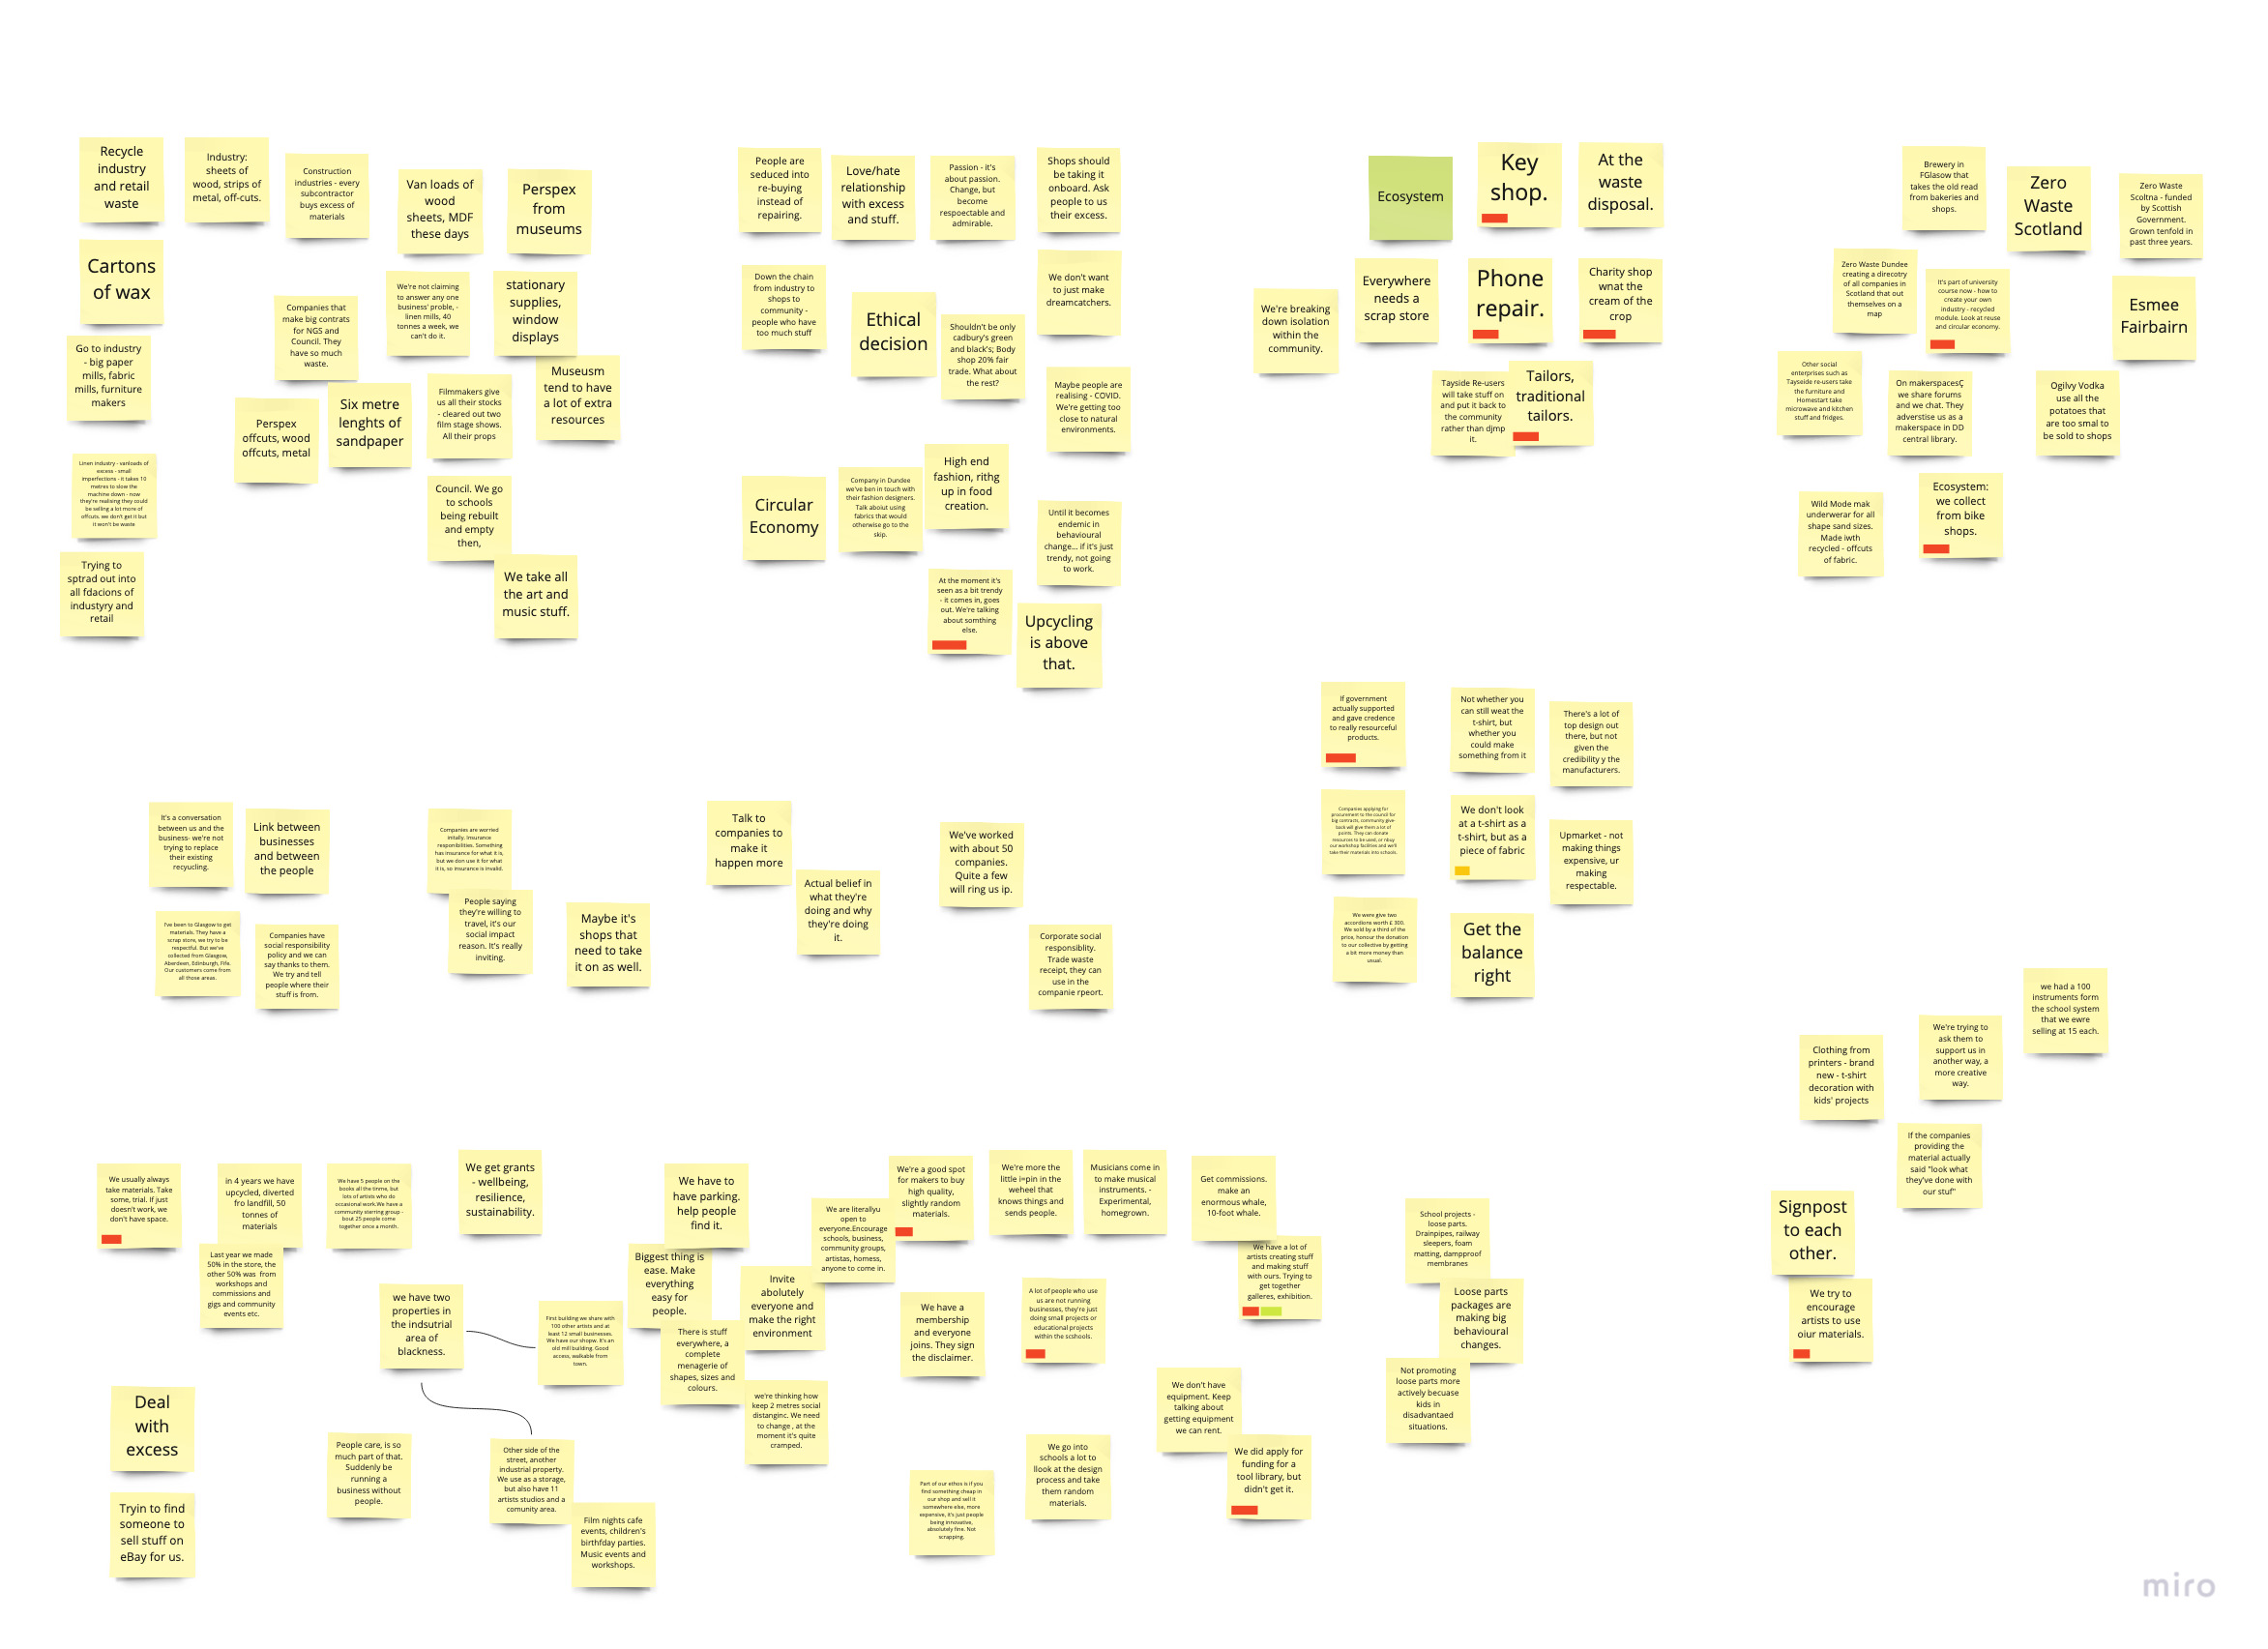 Recycle
industry
and retail
waste
Industry:
sheets of
wood, strips of
metal, off-cuts.
Construction
industries - every
subcontractor
buys excess of
materials
Van loads of
wood
sheets, MDF
these days
Perspex
from
museums
Cartons
of wax
Companies that
make big contrats
for NGS and
Council. They
have so much
waste.
We're not claiming
to answer any one
business' proble, -
linen mills, 40
tonnes a week, we
can't do it.
stationary
supplies,
window
displays
Go to industry
- big paper
mills, fabric
mills, furniture
makers
Perspex
offcuts, wood
offcuts, metal
Six metre
lenghts of
sandpaper
Filmmakers give
us all their stocks
- cleared out two
film stage shows.
All their props
Museusm
tend to have
a lot of extra
resources
Linen industry - vanloads of
excess - small
imperfections - it takes 10
metres to slow the
machine down - now
they're realising they could
be selling a lot more of
offcuts. we don't get it but
it won't be waste
Council. We go
to schools
being rebuilt
and empty
then,
Trying to
sptrad out into
all fdacions of
industyry and
retail
We take all
the art and
music stuff.
People are
seduced into
re-buying
instead of
repairing.
Love/hate
relationship
with excess
and stuff.
Passion - it's
about passion.
Change, but
become
respoectable and
admirable.
Shops should
be taking it
onboard. Ask
people to us
their excess.
Down the chain
from industry to
shops to
community -
people who have
too much stuff
Ethical
decision
Shouldn't be only
cadbury's green
and black's; Body
shop 20% fair
trade. What about
the rest?
We don't want
to just make
dreamcatchers.
Maybe people are
realising - COVID.
We're getting too
close to natural
environments.
Circular
Economy
Company in Dundee
we've ben in touch with
their fashion designers.
Talk aboiut using
fabrics that would
otherwise go to the
skip.
High end
fashion, rithg
up in food
creation.
Until it becomes
endemic in
behavioural
change... if it's just
trendy, not going
to work.
At the moment it's
seen as a bit trendy
- it comes in, goes
out. We're talking
about somthing
else.
Upcycling
is above
that.
Ecosystem
Key
shop.
At the
waste
disposal.
We're breaking
down isolation
within the
community.
Everywhere
needs a
scrap store
Phone
repair.
Charity shop
wnat the
cream of the
crop
Tayside Re-users
will take stuff on
and put it back to
the community
rather than djmp
it.
Tailors,
traditional
tailors.
Brewery in
FGlasow that
takes the old read
from bakeries and
shops.
Zero
Waste
Scotland
Zero Waste
Scoltna - funded
by Scottish
Government.
Grown tenfold in
past three years.
Zero Waste Dundee
creating a direcotry
of all companies in
Scotland that out
themselves on a
map
It's part of university
course now - how to
create your own
industry - recycled
module. Look at reuse
and circular economy.
Esmee
Fairbairn
Other social
enterprises such as
Tayseide re-users take
the furniture and
Homestart take
microwave and kitchen
stuff and fridges.
On makerspacesÇ
we share forums
and we chat. They
adverstise us as a
makerspace in DD
central library.
Ogilvy Vodka
use all the
potatoes that
are too smal to
be sold to shops
Wild Mode mak
underwerar for all
shape sand sizes.
Made iwth
recycled - offcuts
of fabric.
Ecosystem:
we collect
from bike
shops.
If government
actually supported
and gave credence
to really resourceful
products.
Not whether you
can still weat the
t-shirt, but
whether you
could make
something from it
There's a lot of
top design out
there, but not
given the
credibility y the
manufacturers.
Companies applying for
procurement to the council for
big contracts, community give
back will give them a lot of
points. They can donate
resources to be used, or nbuy
our workshop facilities and we'll
take their materials into schools.
We don't look
at a t-shirt as a
t-shirt, but as a
piece of fabric
Upmarket - not
making things
expensive, ur
making
respectable.
We were give two
accordions worth £ 300.
We sold by a third of the
price, honour the donation
to our collective by getting
a bit more money than
usual.
Get the
balance
right
It's a conversation
between us and the
business- we're not
trying to replace
their existing
recyucling.
Link between
businesses
and between
the people
Companies are worried
initally. Insurance
responibilities. Something
has insurance for what it is,
but we don use it for what
it is, so insurance is invalid.
I've been to Glasgow to get
materials. They have a
scrap store, we try to be
respectful. But we've
collected from Glasgow,
Aberdeen, Edinburgh, Fife.
Our customers come from
all those areas.
Companies have
social responsibility
policy and we can
say thanks to them.
We try and tell
people where their
stuff is from.
People saying
they're willing to
travel, it's our
social impact
reason. It's really
inviting.
Maybe it's
shops that
need to take
it on as well.
Talk to
companies to
make it
happen more
Actual belief in
what they're
doing and why
they're doing
it.
We've worked
with about 50
companies.
Quite a few
will ring us ip.
Corporate social
responsiblity.
Trade waste
receipt, they can
use in the
companie rpeort.
we had a 100
instruments form
the school system
that we ewre
selling at 15 each.
We're trying to
ask them to
support us in
another way, a
more creative
way.
Clothing from
printers - brand
new - t-shirt
decoration with
kids' projects
If the companies
providing the
material actually
said "look what
they've done with
our stuf"
Signpost
to each
other.
We try to
encourage
artists to use
oiur materials.
We usually always
take materials. Take
some, trial. If just
doesn't work, we
don't have space.
in 4 years we have
upcycled, diverted
fro landfill, 50
tonnes of
materials
We have 5 people on the
books all the tinme, but
lots of artists who do
occasional work.We have a
community starring group -
bout 25 people come
together once a month.
We get grants
- wellbeing,
resilience,
sustainability.
Last year we made
50% in the store, the
other 50% was from
workshops and
commissions and
gigs and community
events etc.
we have two
properties in
the indsutrial
area of
blackness.
First building we share with
100 other artists and at
least 12 small businesses.
We have our shopw. It's an
old mill building. Good
access, walkable from
town.
Deal
with
excess
Tryin to find
someone to
sell stuff on
eBay for us.
People care, is so
much part of that.
Suddenly be
running a
business without
people.
Other side of the
street, another
industrial property.
We use as a storage,
but also have 11
artists studios and a
comunity area.
Film nights cafe
events, children's
birthfday parties.
Music events and
workshops.
We have to
have parking.
help people
find it.
Biggest thing is
ease. Make
everything
easy for
people.
There is stuff
everywhere, a
complete
menagerie of
shapes, sizes and
colours.
Invite
abolutely
everyone and
make the right
environment
we're thinking how
keep 2 metres social
distanginc. We need
to change , at the
moment it's quite
cramped.
We are literallyu
open to
everyone.Encourage
schools, business,
community groups,
artistas, homess,
anyone to come in.
We're a good spot
for makers to buy
high quality,
slightly random
materials.
We're more the
little i=pin in the
weheel that
knows things and
sends people.
Musicians come in
to make musical
instruments. -
Experimental,
homegrown.
Get commissions.
make an
enormous whale,
10-foot whale.
We have a lot of
artists creating stuff
and making stuff
with ours. Trying to
get together
galleres, exhibition.
We have a
membership
and everyone
joins. They sign
the disclaimer.
A lot of people who use
us are not running
businesses, they're just
doing small projects or
educational projects
within the scshools.
We don't have
equipment. Keep
talking about
getting equipment
we can rent.
We did apply for
funding for a
tool library, but
didn't get it.
We go into
schools a lot to
llook at the design
process and take
them random
materials.
Part of our ethos is if you
find something cheap in
our shop and sell it
somewhere else, more
expensive, it's just people
being innovative,
absolutely fine. Not
scrapping.
School projects -
loose parts.
Drainpipes, railway
sleepers, foam
matting, dampproof
membranes
Loose parts
packages are
making big
behavioural
changes.
Not promoting
loose parts more
actively becuase
kids in
disadvantaed
situations.
miro